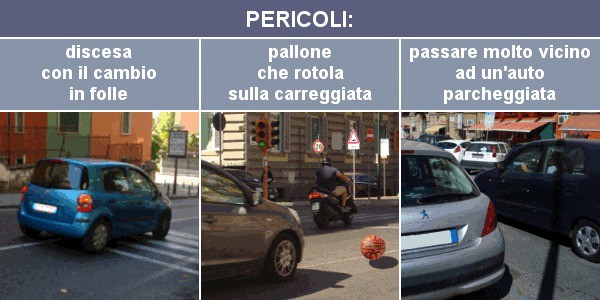 PERICOLI:
discesa
con il cambio
in folle
pallone
che rotola
sulla carreggiata
passare molto vicino
ad un'auto
parcheggiata